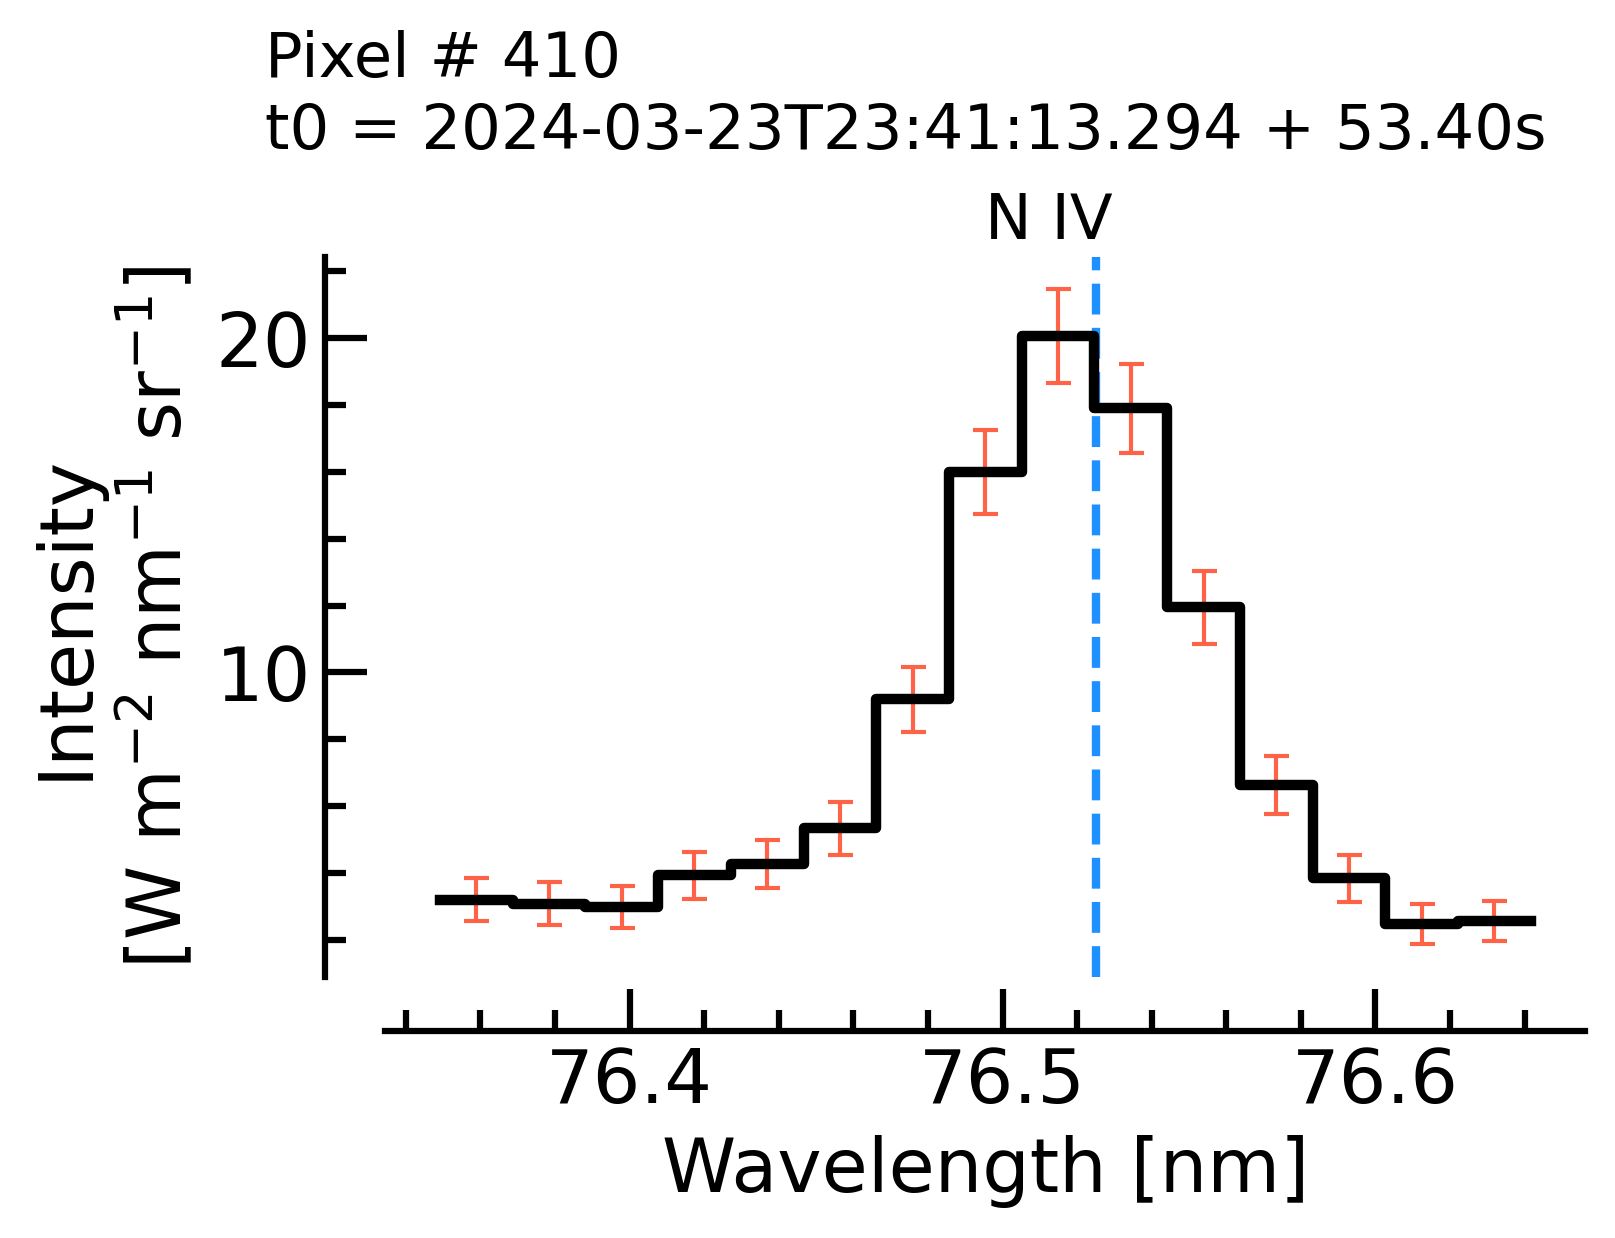 Pixel # 410
t0 = 2024-03-23T23:41:13.294 + 53.40s
N IV
Intensity
[W m⁻² nm⁻¹ sr⁻¹]
20
10
76.4 76.5 76.6
Wavelength [nm]